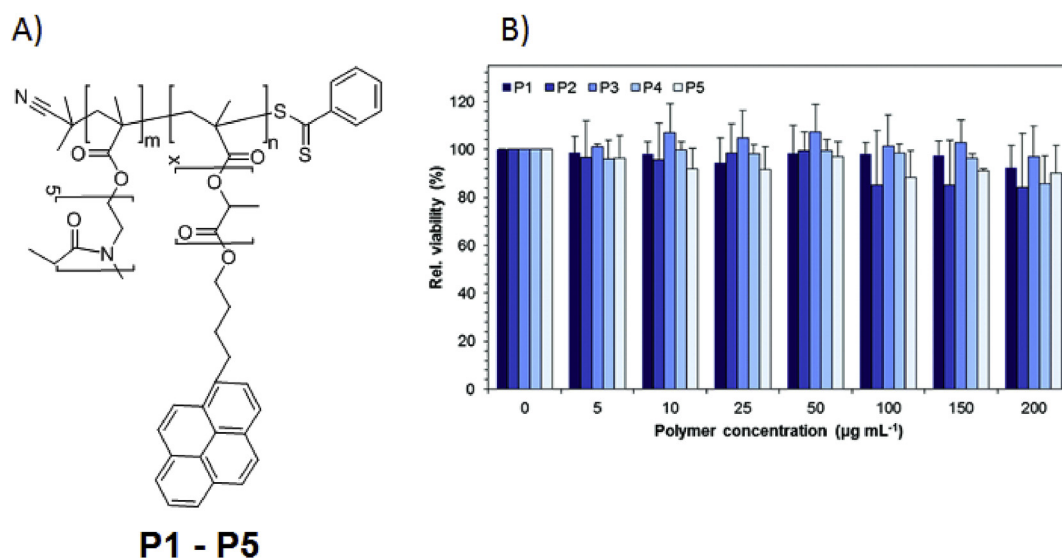 A)
B)
N
m
n
S
S
O
O
x
5
O
O
O
N
O
O
P1 - P5
P1 P2 P3 P4 P5
Rel. viability (%)
120
100
80
60
40
20
0
0 5 10 25 50 100 150 200
Polymer concentration (µg mL⁻¹)